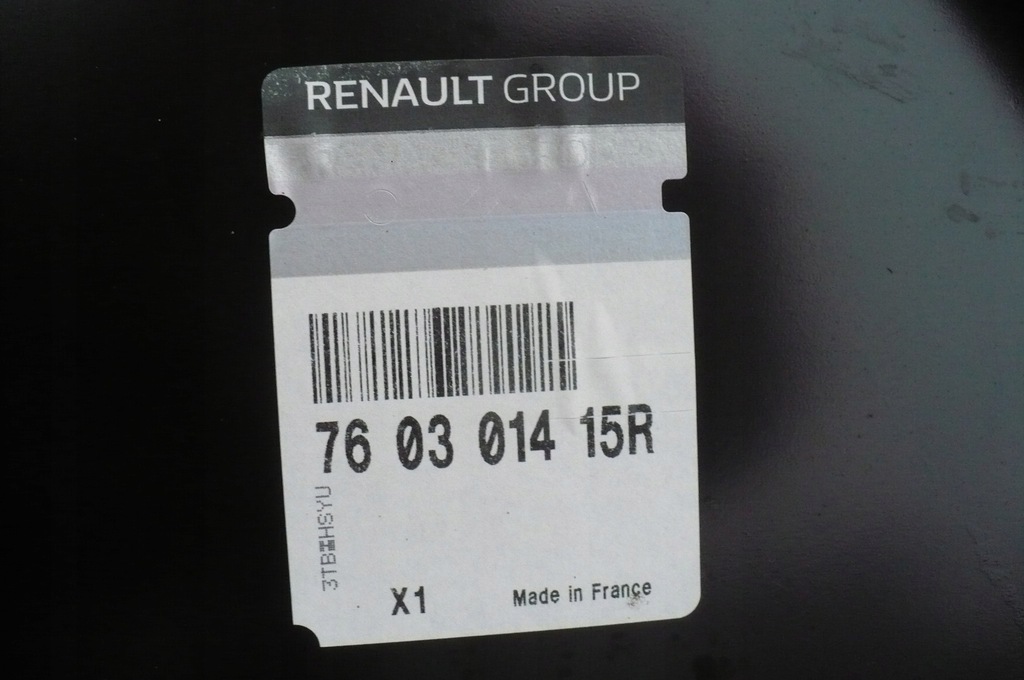 RENAULT GROUP
76 03 014 15R
X1
Made in France